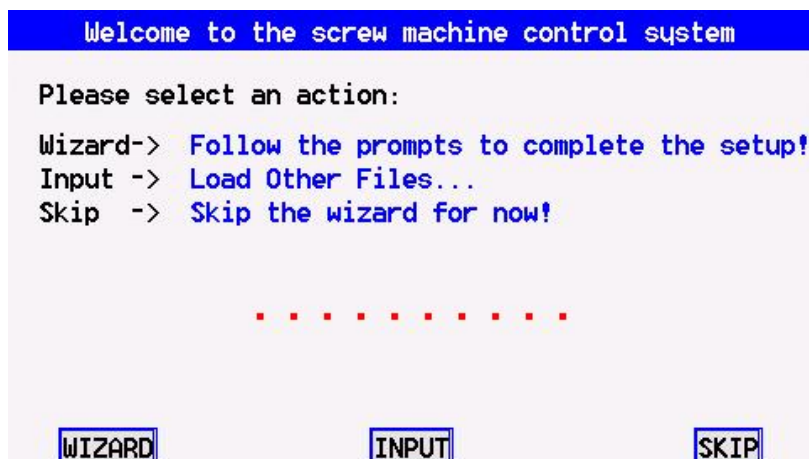 Welcome to the screw machine control system
Please select an action:
Wizard-> Follow the prompts to complete the setup!
Input -> Load Other Files...
Skip -> Skip the wizard for now!
..........
WIZARD INPUT SKIP